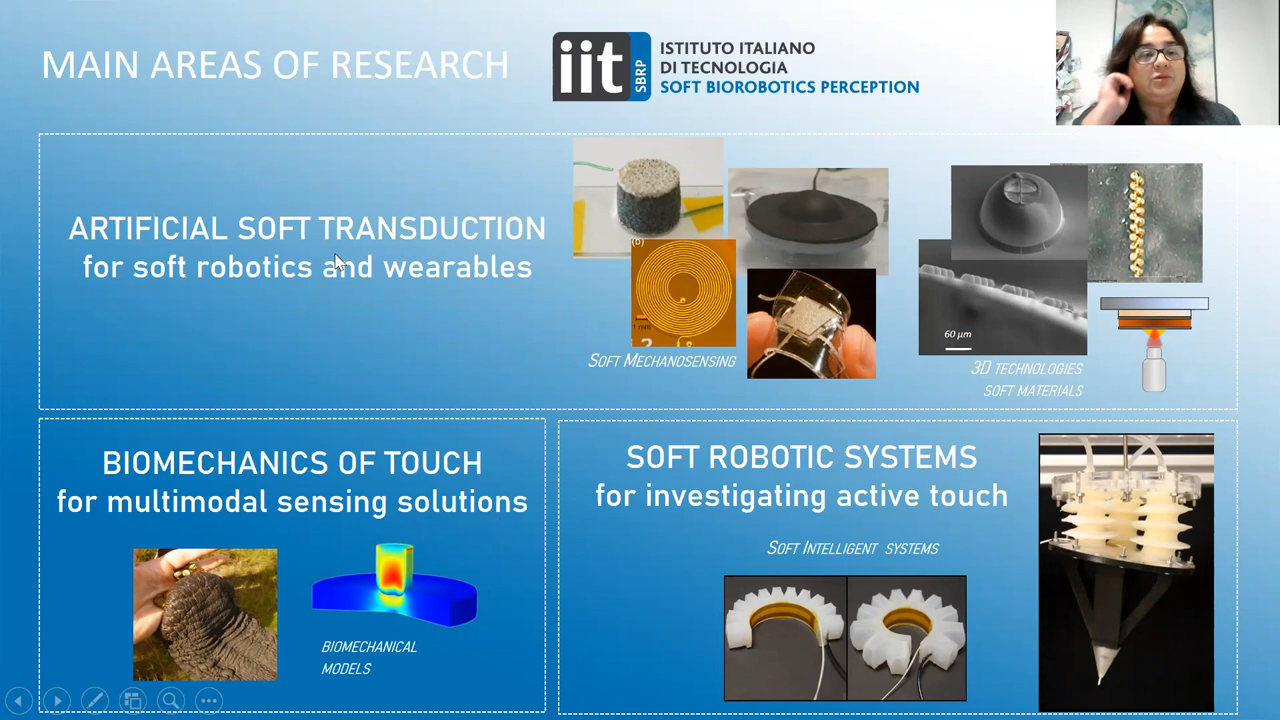 MAIN AREAS OF RESEARCH
iit
SBRP
ISTITUTO ITALIANO
DI TECNOLOGIA
SOFT BIOROBOTICS PERCEPTION
ARTIFICIAL SOFT TRANSDUCTION
for soft robotics and wearables
(b)
1 mm
2
SOFT MECHANOSENSING
60 µm
3D TECHNOLOGIES
SOFT MATERIALS
BIOMECHANICS OF TOUCH
for multimodal sensing solutions
BIOMECHANICAL
MODELS
SOFT ROBOTIC SYSTEMS
for investigating active touch
SOFT INTELLIGENT SYSTEMS